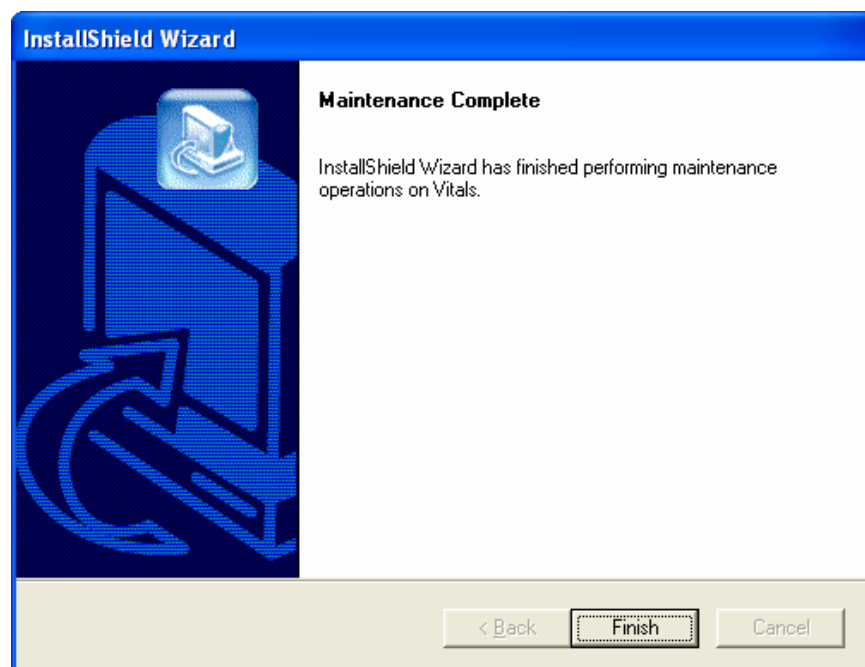 InstallShield Wizard
Maintenance Complete
InstallShield Wizard has finished performing maintenance
operations on Vitals.
< Back Finish Cancel